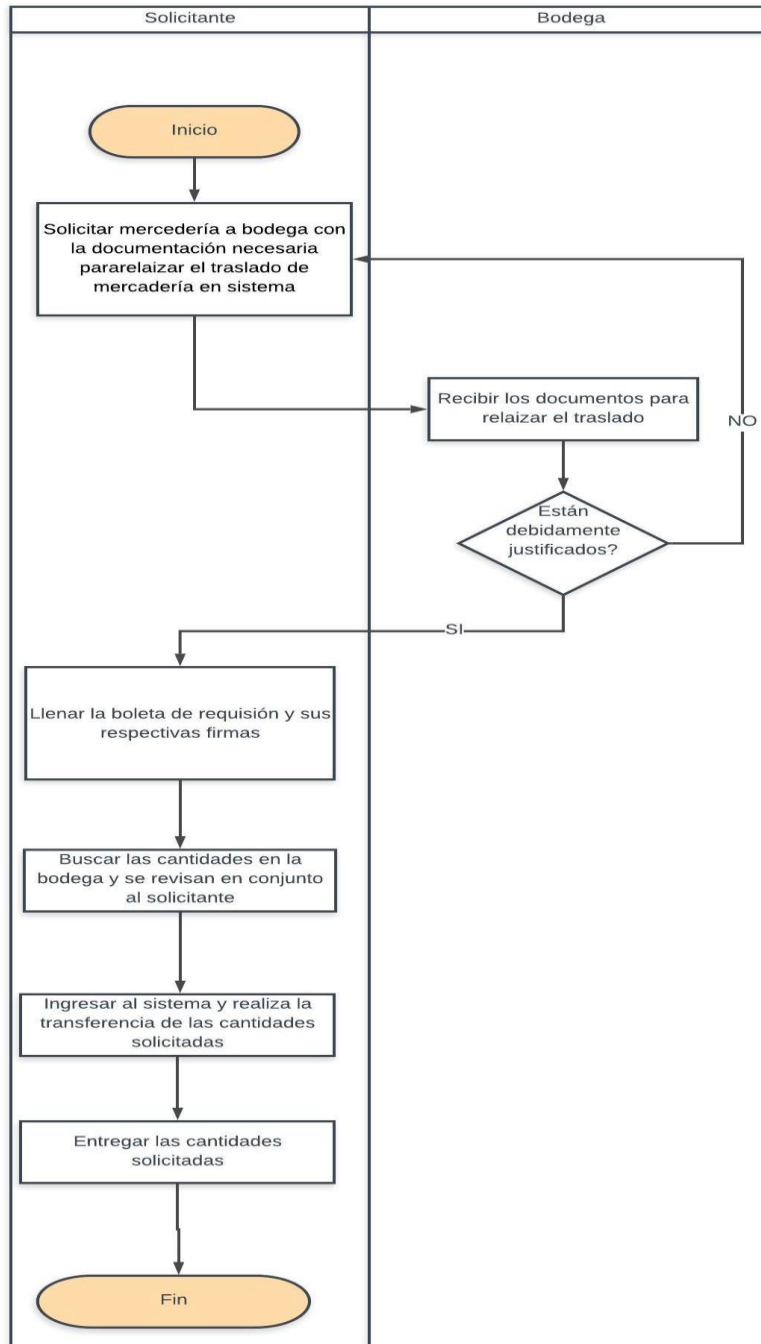 Solicitante
Bodega
Inicio
Solicitar mercedería a bodega con
la documentación necesaria
pararelaizar el traslado de
mercadería en sistema
Recibir los documentos para
relaizar el traslado
NO
Están
debidamente
justificados?
SI
Llenar la boleta de requisión y sus
respectivas firmas
Buscar las cantidades en la
bodega y se revisan en conjunto
al solicitante
Ingresar al sistema y realiza la
transferencia de las cantidades
solicitadas
Entregar las cantidades
solicitadas
Fin